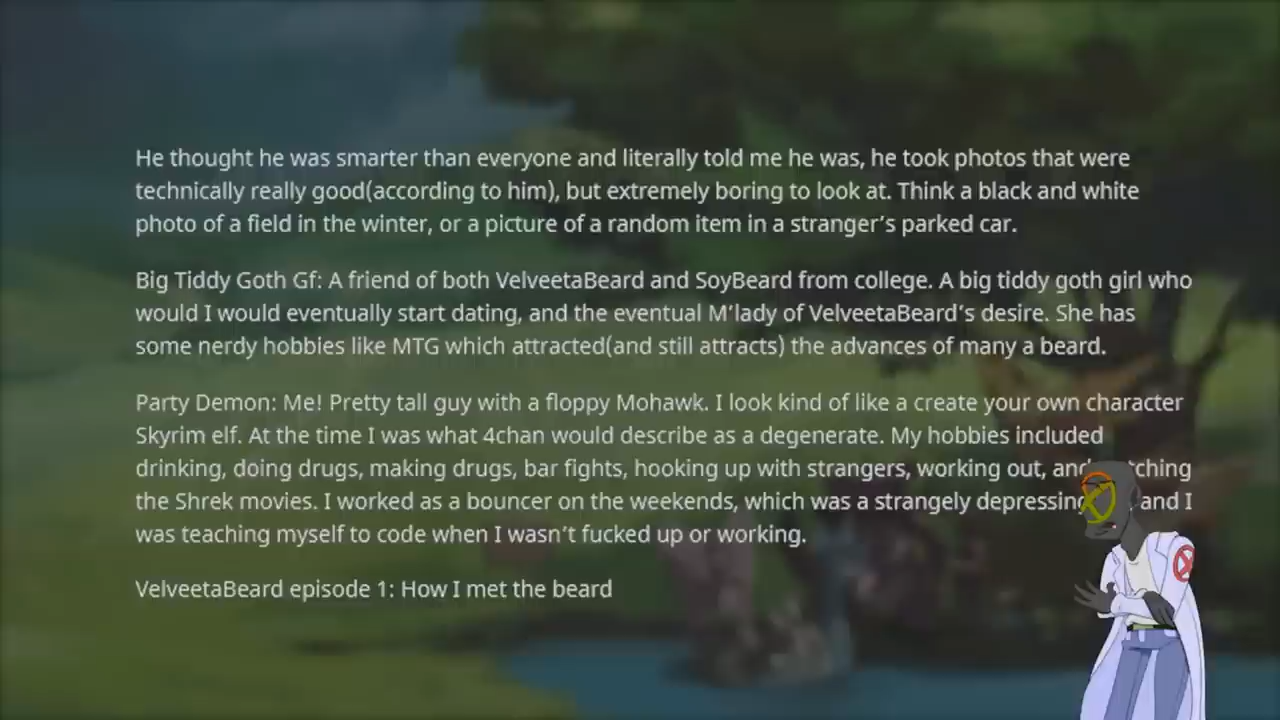 He thought he was smarter than everyone and literally told me he was, he took photos that were
technically really good(according to him), but extremely boring to look at. Think a black and white
photo of a field in the winter, or a picture of a random item in a stranger’s parked car.
Big Tiddy Goth Gf: A friend of both VelveetaBeard and SoyBeard from college. A big tiddy goth girl who
would I would eventually start dating, and the eventual M’lady of VelveetaBeard’s desire. She has
some nerdy hobbies like MTG which attracted(and still attracts) the advances of many a beard.
Party Demon: Me! Pretty tall guy with a floppy Mohawk. I look kind of like a create your own character
Skyrim elf. At the time I was what 4chan would describe as a degenerate. My hobbies included
drinking, doing drugs, making drugs, bar fights, hooking up with strangers, working out, and
the Shrek movies. I worked as a bouncer on the weekends, which was a strangely depressing and I
was teaching myself to code when I wasn’t fucked up or working.
VelveetaBeard episode 1: How I met the beard